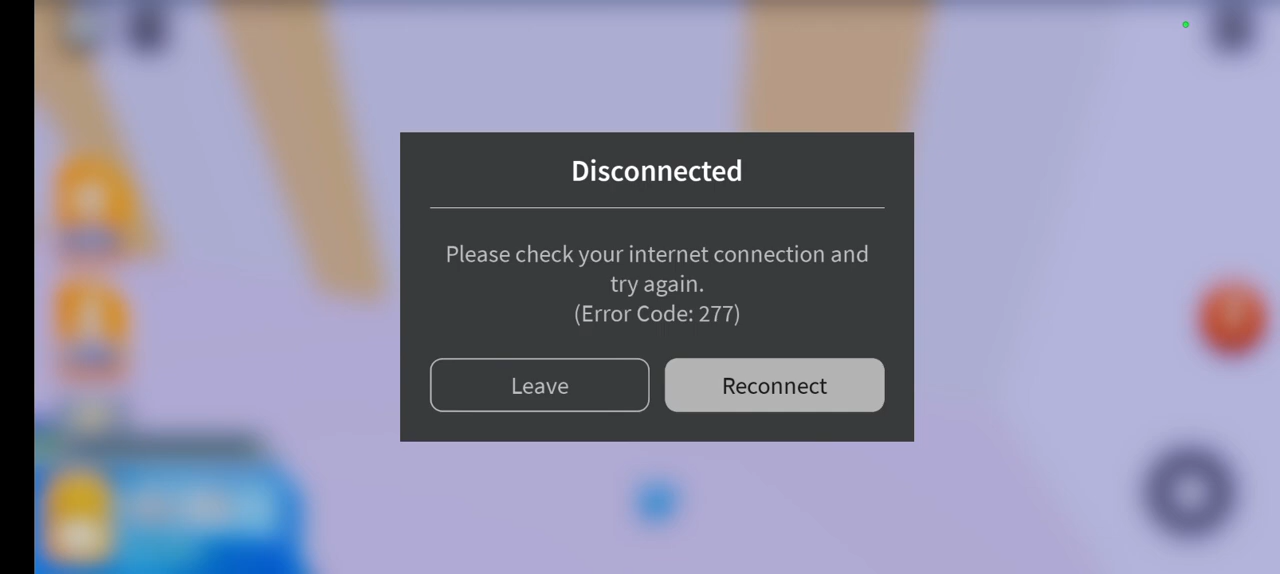 Disconnected
Please check your internet connection and
try again.
(Error Code: 277)
Leave
Reconnect